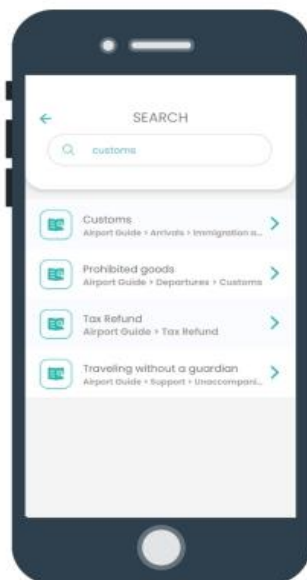 SEARCH
customs
Customs
Airport Guide > Arrivals > Immigration a...
Prohibited goods
Airport Guide > Departures > Customs
Tax Refund
Airport Guide > Tax Refund
Traveling without a guardian
Airport Guide > Support > Unaccompani...